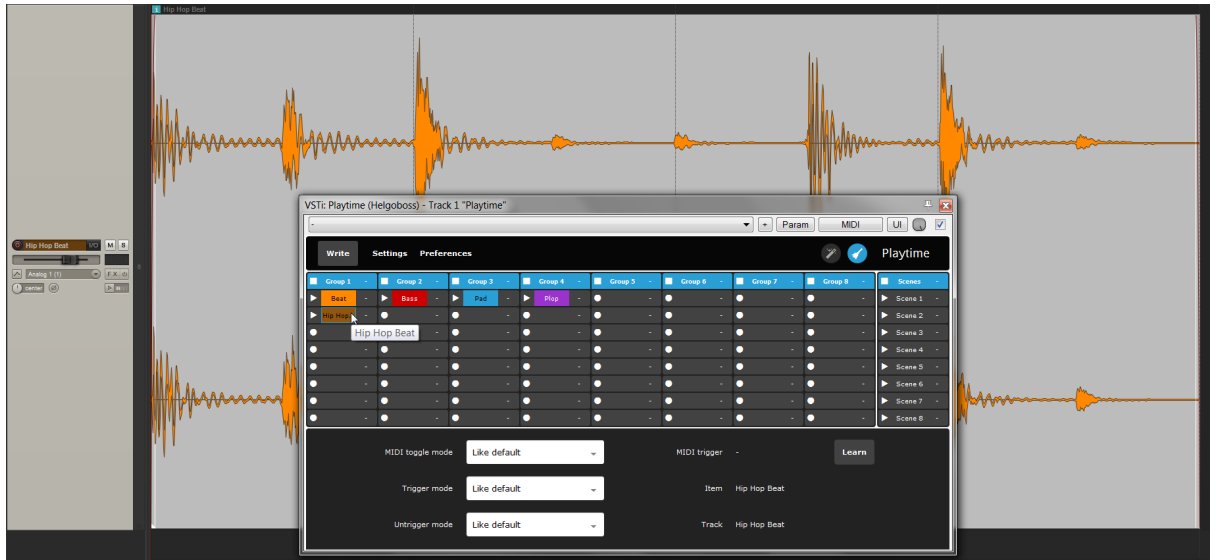 1 Hip Hop Beat
VSTi: Playtime (Helgoboss) - Track 1 "Playtime"
- + Param MIDI UI
Hip Hop Beat I/O M S
Write Settings Preferences Playtime
Analog 1 (1) FX
center IN
Group 1 - Group 2 - Group 3 - Group 4 - Group 5 - Group 6 - Group 7 - Group 8 - Scenes -
Beat - Bass - Pad - Plop - - - - - Scene 1 -
Hip Hop - - - - - - - - Scene 2 -
Hip Hop Beat - - - - - - - Scene 3 -
- - - - - - - - Scene 4 -
- - - - - - - - Scene 5 -
- - - - - - - - Scene 6 -
- - - - - - - - Scene 7 -
- - - - - - - - Scene 8 -
MIDI toggle mode Like default MIDI trigger - Learn
Trigger mode Like default Item Hip Hop Beat
Untrigger mode Like default Track Hip Hop Beat